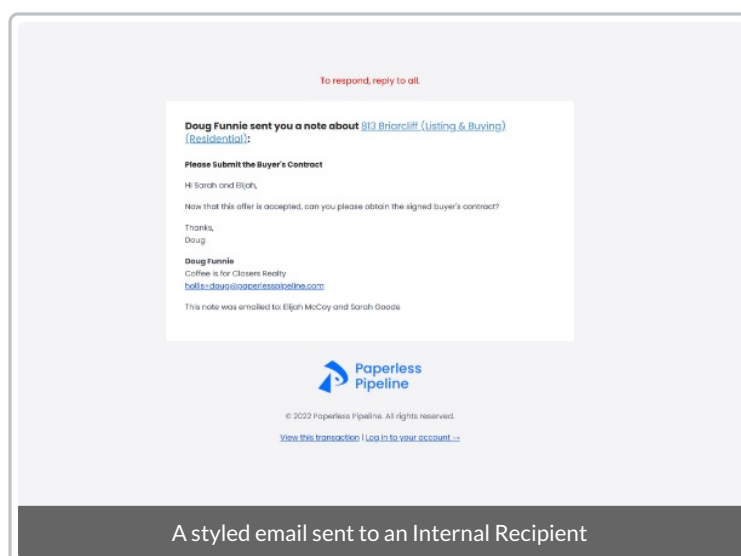 To respond, reply to all.
Doug Funnie sent you a note about 813 Briarcliff (Listing & Buying)
(Residential):
Please Submit the Buyer's Contract
Hi Sarah and Elijah,
Now that this offer is accepted, can you please obtain the signed buyer's contract?
Thanks,
Doug
Doug Funnie
Coffee is for Closers Realty
hollis+doug@paperlesspipeline.com
This note was emailed to: Elijah McCoy and Sarah Goode
Paperless
Pipeline
© 2022 Paperless Pipeline. All rights reserved.
View this transaction | Log in to your account →
A styled email sent to an Internal Recipient